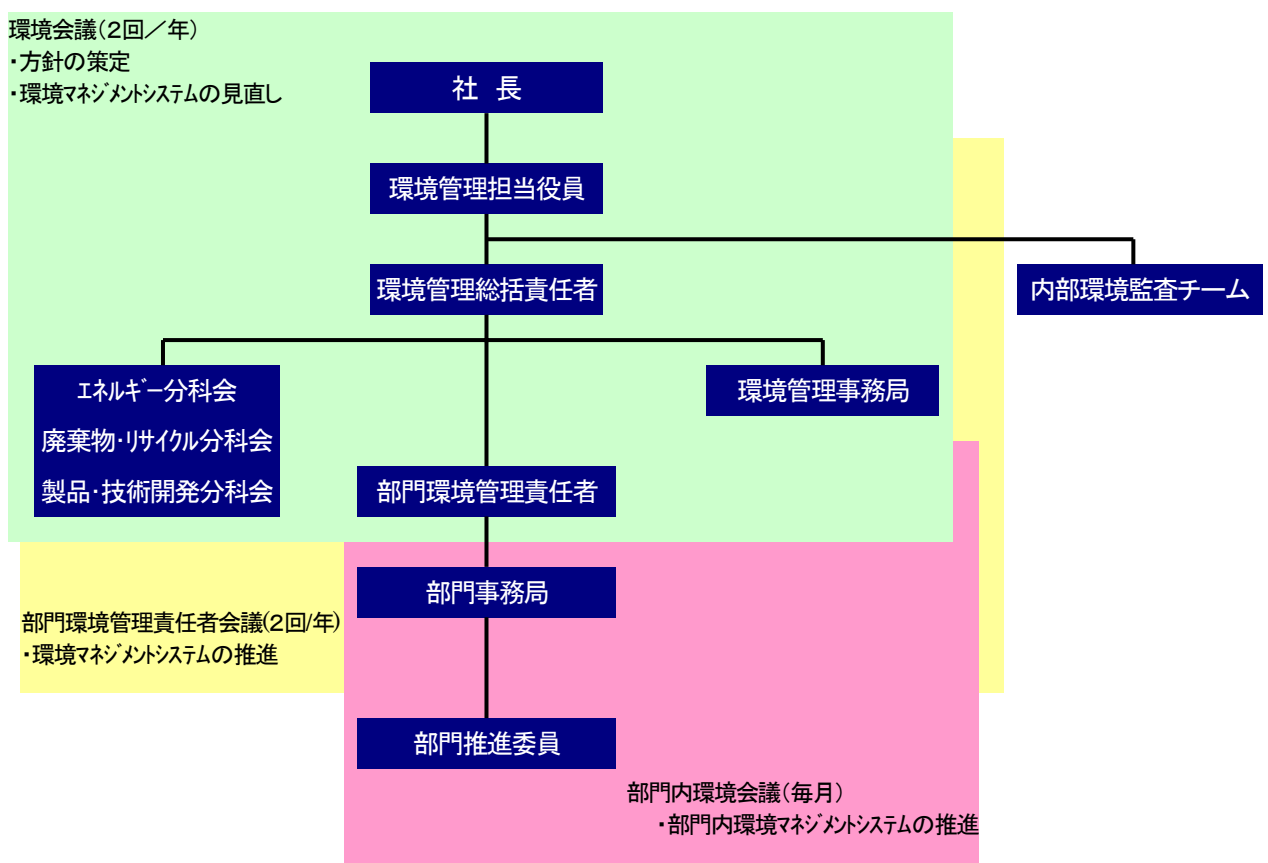 環境会議(2回／年)
・方針の策定
・環境ﾏﾈｼﾞﾒﾝﾄｼｽﾃﾑの見直し
社 長
環境管理担当役員
環境管理総括責任者
内部環境監査チーム
ｴﾈﾙｷﾞｰ分科会
廃棄物･ﾘｻｲｸﾙ分科会
製品･技術開発分科会
環境管理事務局
部門環境管理責任者
部門事務局
部門環境管理責任者会議(2回/年)
・環境ﾏﾈｼﾞﾒﾝﾄｼｽﾃﾑの推進
部門推進委員
部門内環境会議(毎月)
・部門内環境ﾏﾈｼﾞﾒﾝﾄｼｽﾃﾑの推進